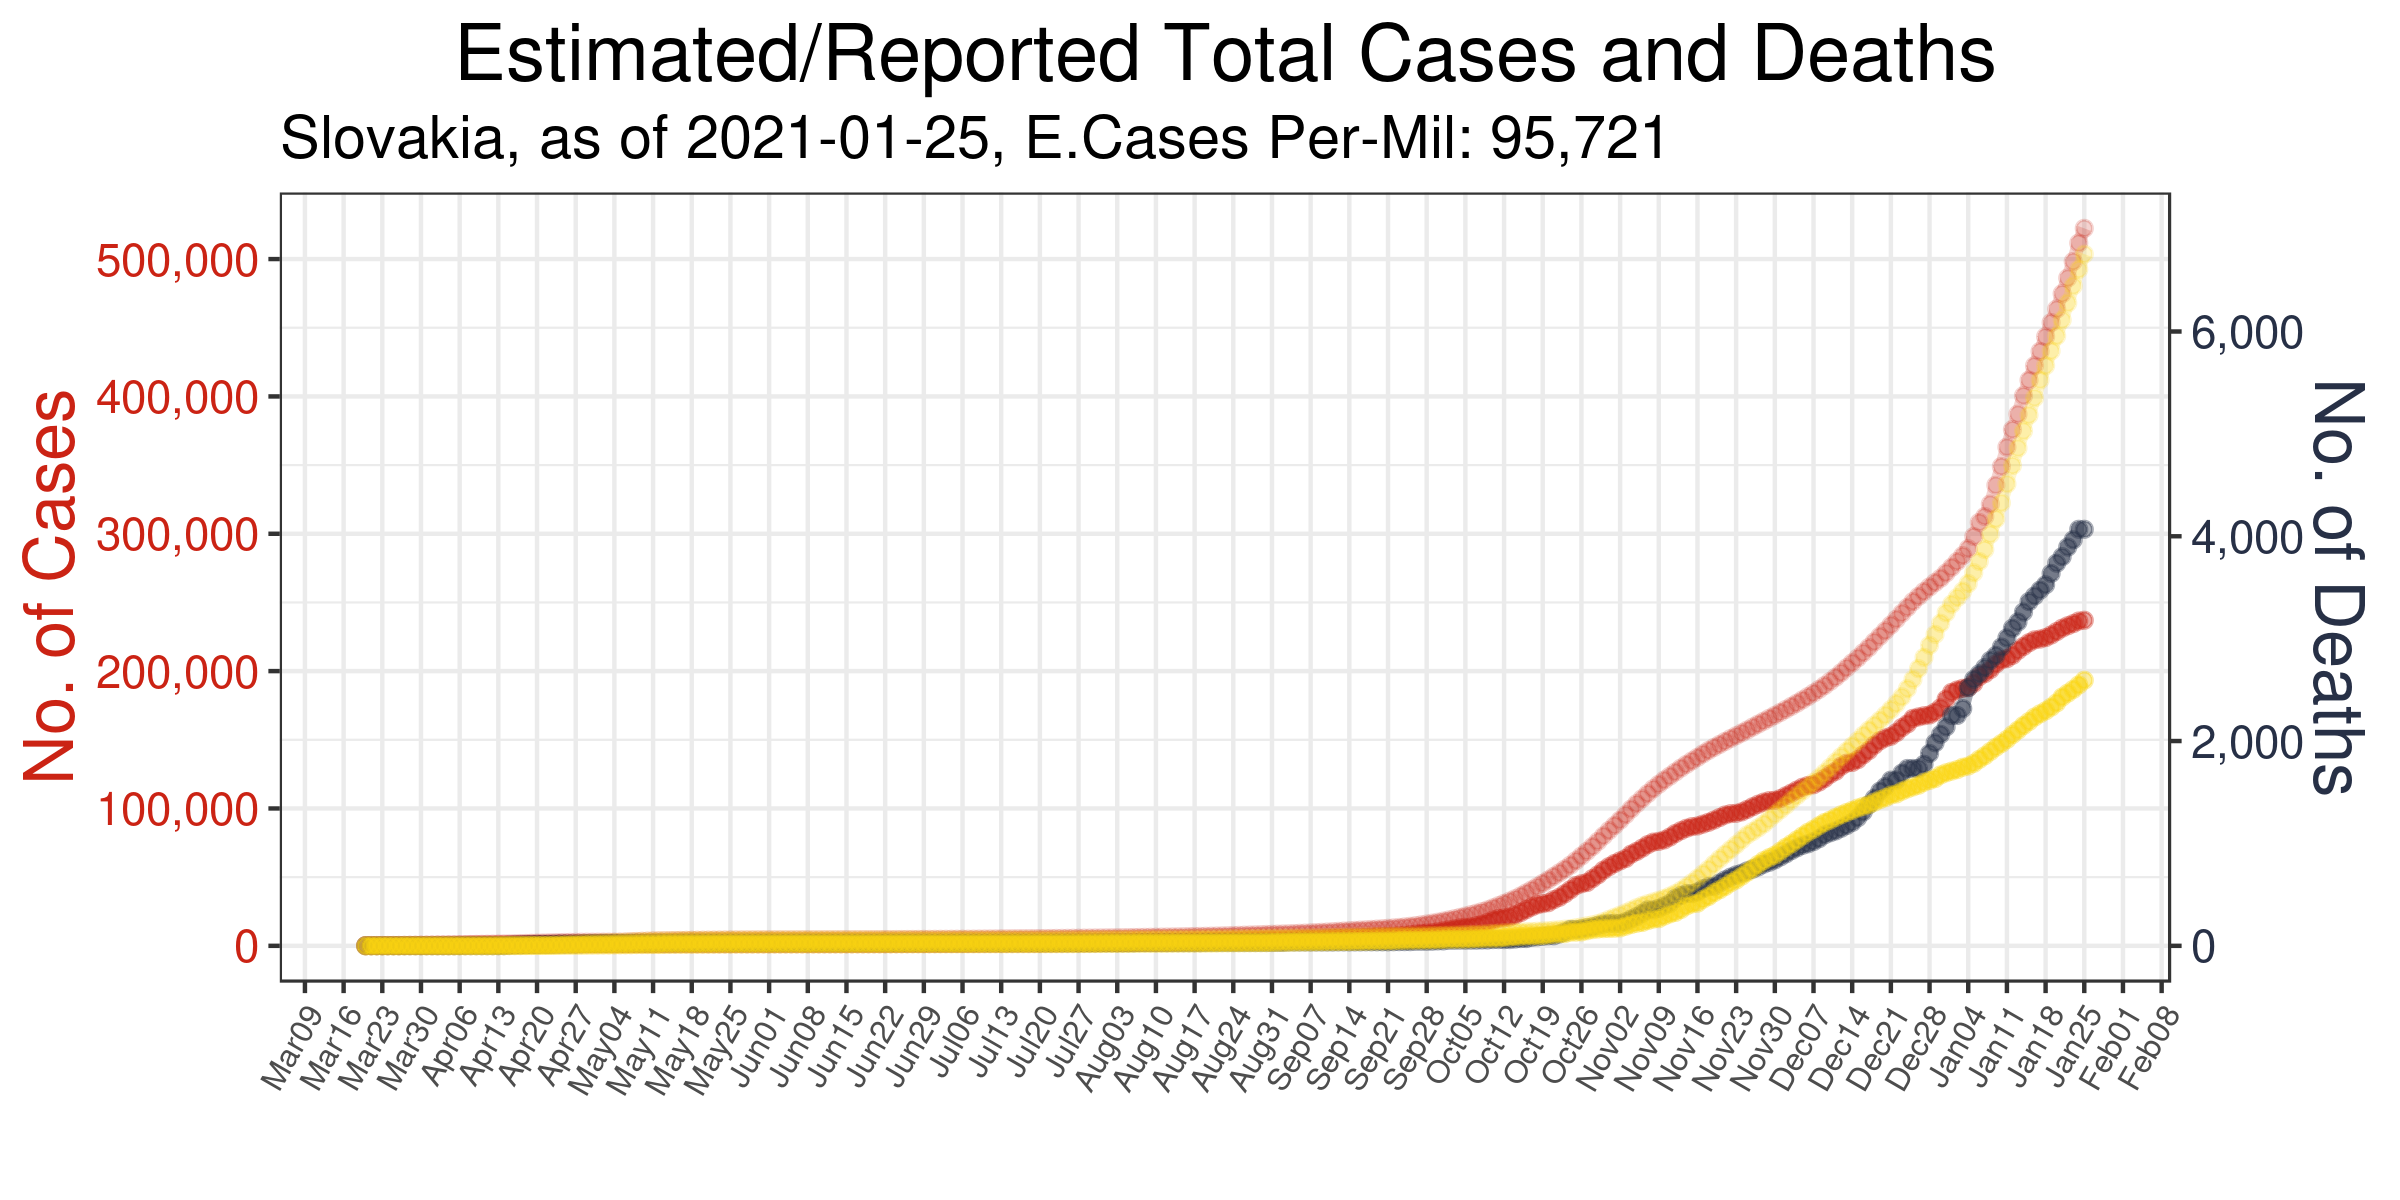 Estimated/Reported Total Cases and Deaths
Slovakia, as of 2021-01-25, E.Cases Per-Mil: 95,721
No. of Cases
500,000
400,000
300,000
200,000
100,000
0
6,000
4,000
2,000
0
No. of Deaths
Mar09
Mar16
Mar23
Mar30
Apr06
Apr13
Apr20
Apr27
May04
May11
May18
May25
Jun01
Jun08
Jun15
Jun22
Jun29
Jul06
Jul13
Jul20
Jul27
Aug03
Aug10
Aug17
Aug24
Aug31
Sep07
Sep14
Sep21
Sep28
Oct05
Oct12
Oct19
Oct26
Nov02
Nov09
Nov16
Nov23
Nov30
Dec07
Dec14
Dec21
Dec28
Jan04
Jan11
Jan18
Jan25
Feb01
Feb08